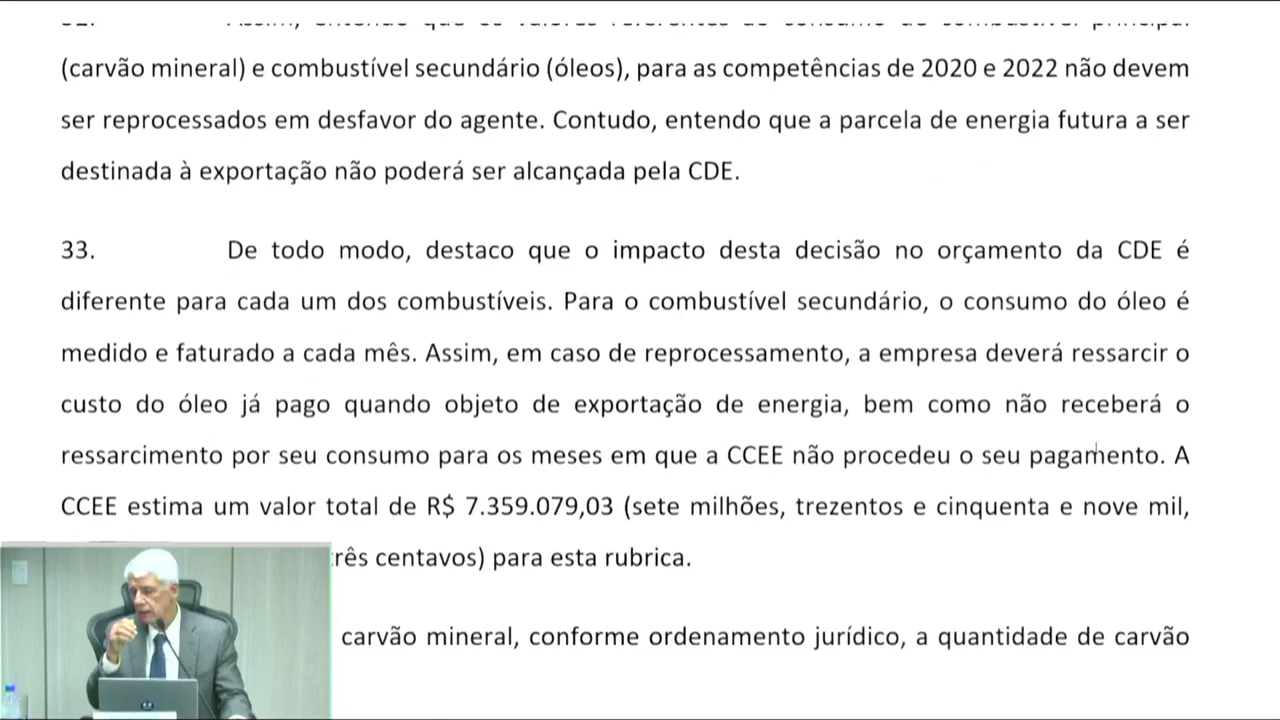 (carvão mineral) e combustível secundário (óleos), para as competências de 2020 e 2022 não devem
ser reprocessados em desfavor do agente. Contudo, entendo que a parcela de energia futura a ser
destinada à exportação não poderá ser alcançada pela CDE.
33. De todo modo, destaco que o impacto desta decisão no orçamento da CDE é
diferente para cada um dos combustíveis. Para o combustível secundário, o consumo do óleo é
medido e faturado a cada mês. Assim, em caso de reprocessamento, a empresa deverá ressarcir o
custo do óleo já pago quando objeto de exportação de energia, bem como não receberá o
ressarcimento por seu consumo para os meses em que a CCEE não procedeu o seu pagamento. A
CCEE estima um valor total de R$ 7.359.079,03 (sete milhões, trezentos e cinquenta e nove mil,
três centavos) para esta rubrica.
carvão mineral, conforme ordenamento jurídico, a quantidade de carvão